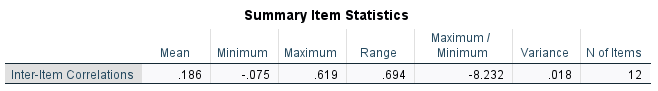 Summary Item Statistics
Mean Minimum Maximum Range Maximum / Minimum Variance N of Items
Inter-Item Correlations .186 -.075 .619 .694 -8.232 .018 12